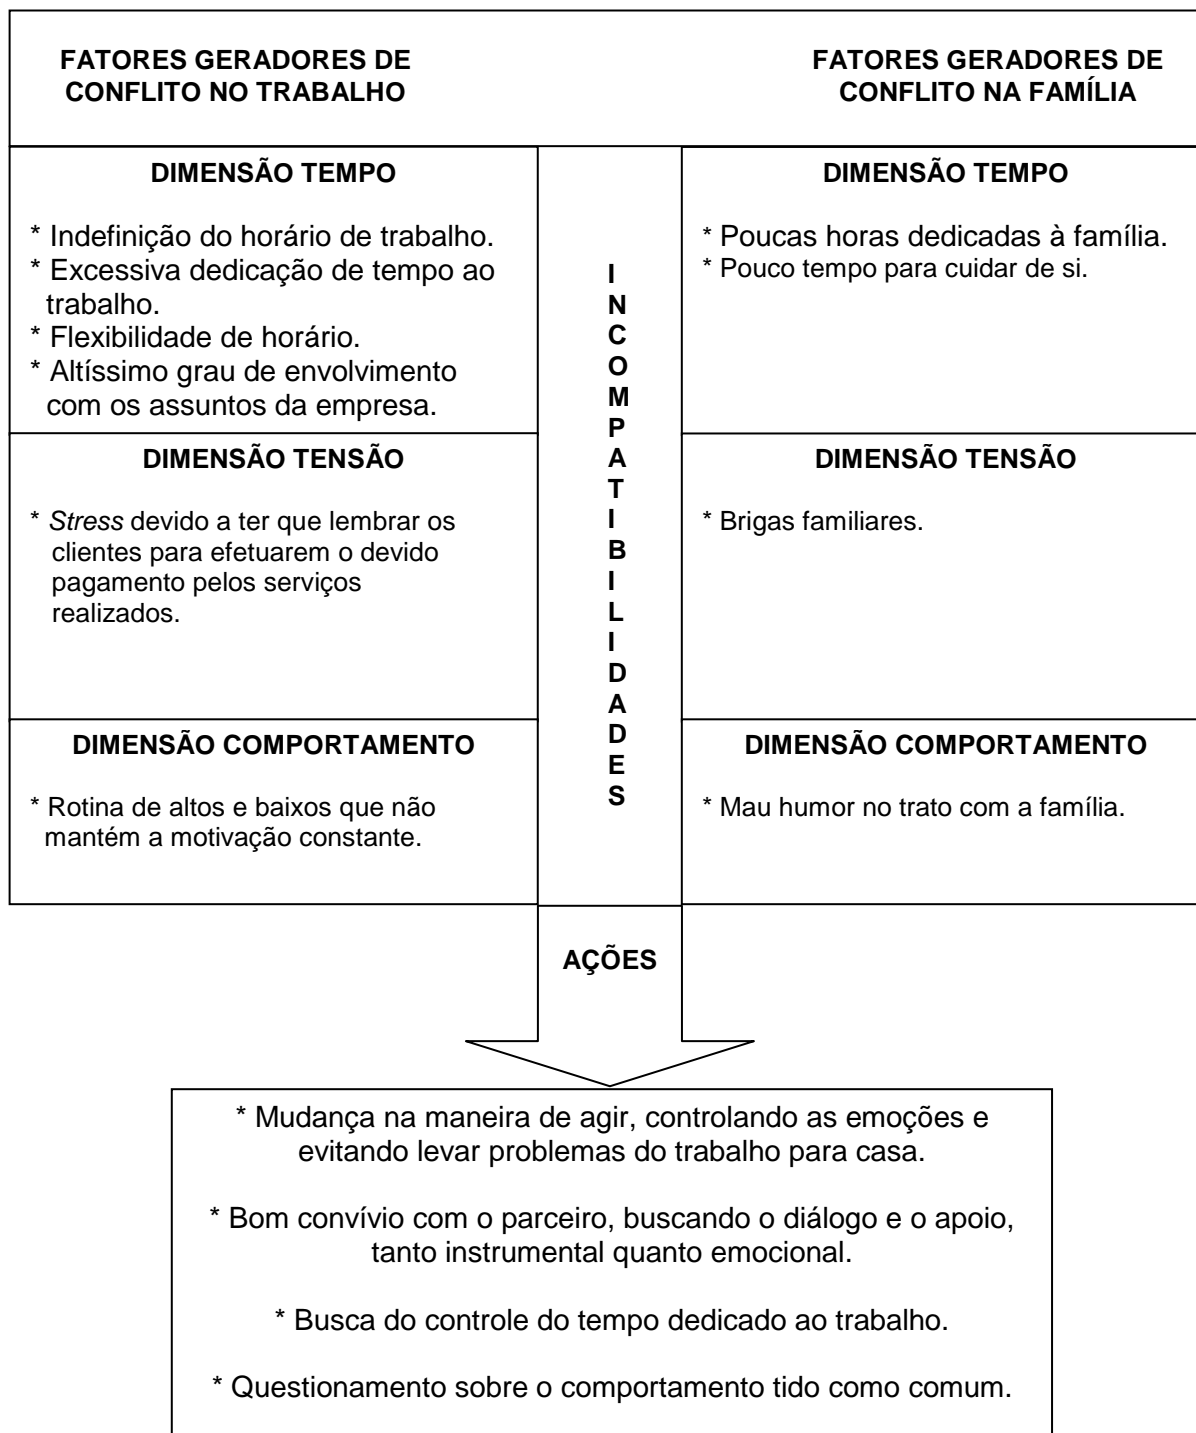 FATORES GERADORES DE
CONFLITO NO TRABALHO
FATORES GERADORES DE
CONFLITO NA FAMÍLIA
DIMENSÃO TEMPO
* Indefinição do horário de trabalho.
* Excessiva dedicação de tempo ao
trabalho.
* Flexibilidade de horário.
* Altíssimo grau de envolvimento
com os assuntos da empresa.
INCOMPATIBILIDADES
DIMENSÃO TEMPO
* Poucas horas dedicadas à família.
* Pouco tempo para cuidar de si.
DIMENSÃO TENSÃO
* Stress devido a ter que lembrar os
clientes para efetuarem o devido
pagamento pelos serviços
realizados.
DIMENSÃO TENSÃO
* Brigas familiares.
DIMENSÃO COMPORTAMENTO
* Rotina de altos e baixos que não
mantém a motivação constante.
DIMENSÃO COMPORTAMENTO
* Mau humor no trato com a família.
AÇÕES
* Mudança na maneira de agir, controlando as emoções e
evitando levar problemas do trabalho para casa.
* Bom convívio com o parceiro, buscando o diálogo e o apoio,
tanto instrumental quanto emocional.
* Busca do controle do tempo dedicado ao trabalho.
* Questionamento sobre o comportamento tido como comum.